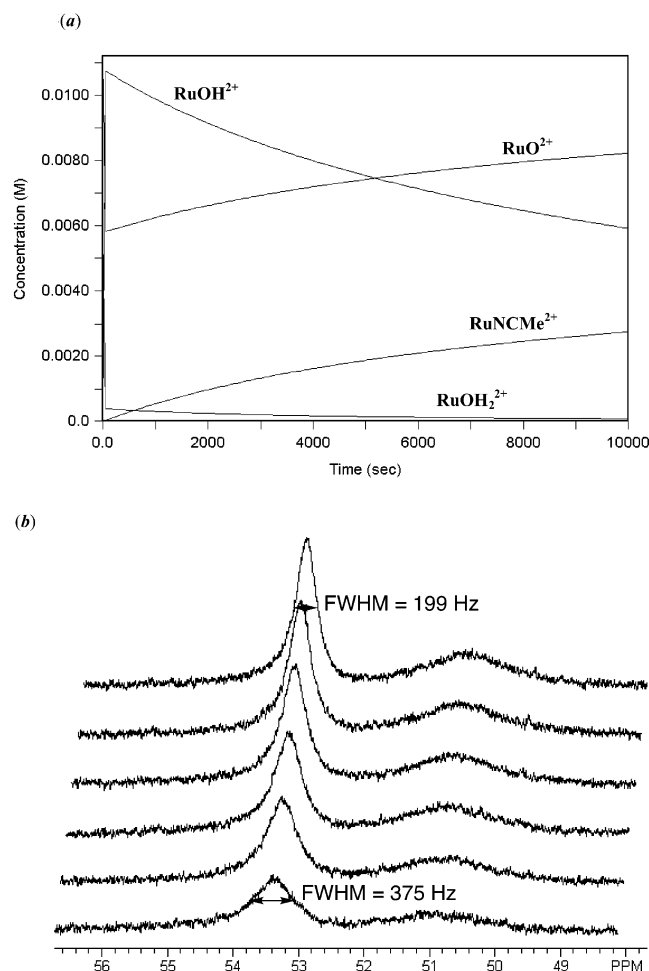 (a)
0.0100
0.0080
0.0060
0.0040
0.0020
0.0
Concentration (M)
RuOH²⁺
RuO²⁺
RuNCMe²⁺
RuOH₂²⁺
0.0 2000 4000 6000 8000 10000
Time (sec)
(b)
FWHM = 199 Hz
FWHM = 375 Hz
56 55 54 53 52 51 50 49 PPM